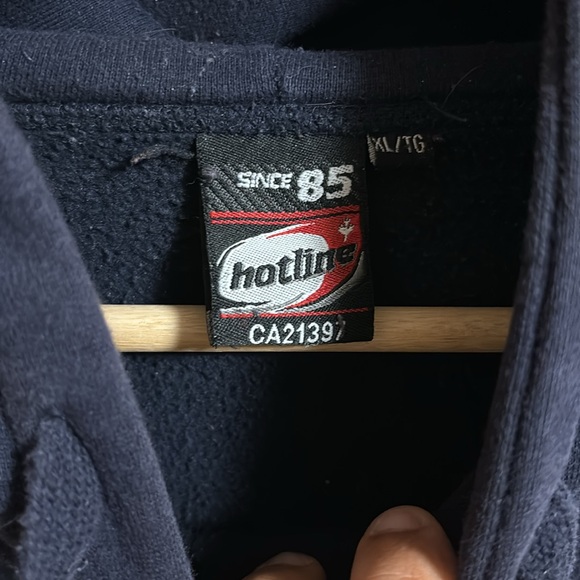 SINCE 85
XL/TG
hotline
CA21397